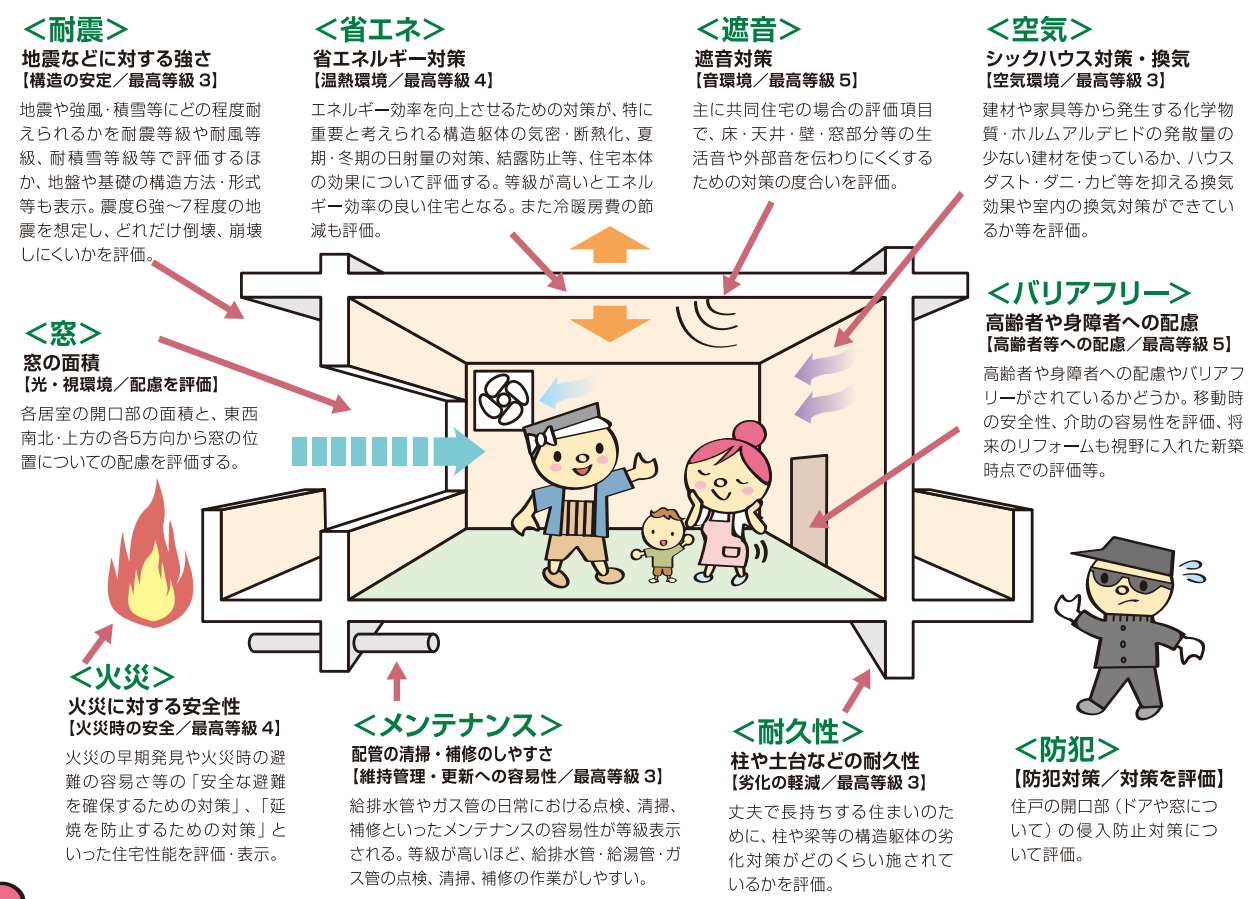 ＜耐震＞
地震などに対する強さ
【構造の安定／最高等級3】
地震や強風・積雪等にどの程度耐
えられるかを耐震等級や耐風等
級、耐積雪等級等で評価するほ
か、地盤や基礎の構造方法・形式
等も表示。震度6強～7程度の地
震を想定し、どれだけ倒壊、崩壊
しにくいかを評価。
＜省エネ＞
省エネルギー対策
【温熱環境／最高等級4】
エネルギー効率を向上させるための対策が、特に
重要と考えられる構造躯体の気密・断熱化、夏
期・冬期の日射量の対策、結露防止等、住宅本体
の効果について評価する。等級が高いとエネル
ギー効率の良い住宅となる。また冷暖房費の節
減も評価。
＜遮音＞
遮音対策
【音環境／最高等級5】
主に共同住宅の場合の評価項目
で、床・天井・壁・窓部分等の生
活音や外部音を伝わりにくくする
ための対策の度合いを評価。
＜空気＞
シックハウス対策・換気
【空気環境／最高等級3】
建材や家具等から発生する化学物
質・ホルムアルデヒドの発散量の
少ない建材を使っているか、ハウス
ダスト・ダニ・カビ等を抑える換気
効果や室内の換気対策ができてい
るか等を評価。
＜窓＞
窓の面積
【光・視環境／配慮を評価】
各居室の開口部の面積と、東西
南北・上方の各5方向から窓の位
置についての配慮を評価する。
＜バリアフリー＞
高齢者や身障者への配慮
【高齢者等への配慮／最高等級5】
高齢者や身障者への配慮やバリアフ
リーがされているかどうか。移動時
の安全性、介助の容易性を評価、将
来のリフォームも視野に入れた新築
時点での評価等。
＜火災＞
火災に対する安全性
【火災時の安全／最高等級4】
火災の早期発見や火災時の避
難の容易さ等の「安全な避難
を確保するための対策」、「延
焼を防止するための対策」と
いった住宅性能を評価・表示。
＜メンテナンス＞
配管の清掃・補修のしやすさ
【維持管理・更新への容易性／最高等級3】
給排水管やガス管の日常における点検、清掃、
補修といったメンテナンスの容易性が等級表示
される。等級が高いほど、給排水管・給湯管・ガ
ス管の点検、清掃、補修の作業がしやすい。
＜耐久性＞
柱や土台などの耐久性
【劣化の軽減／最高等級3】
丈夫で長持ちする住まいのた
めに、柱や梁等の構造躯体の劣
化対策がどのくらい施されて
いるかを評価。
＜防犯＞
【防犯対策／対策を評価】
住戸の開口部（ドアや窓につ
いて）の侵入防止対策につ
いて評価。